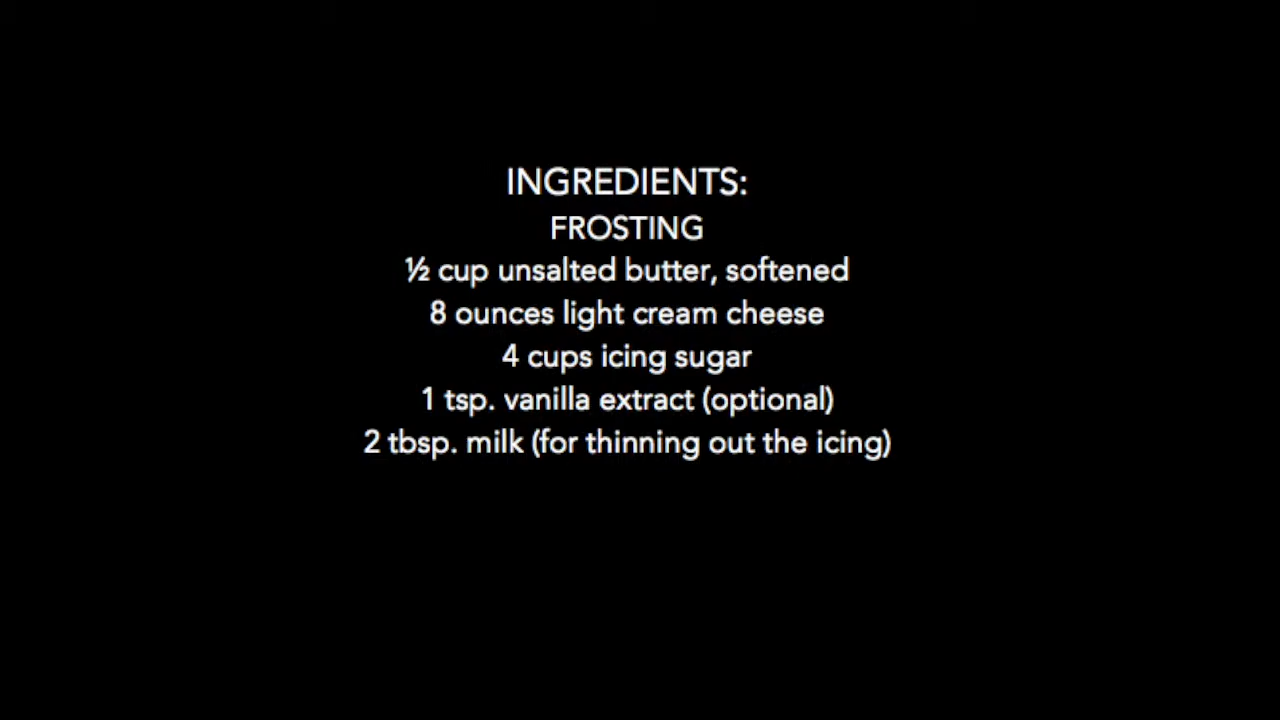 INGREDIENTS:
FROSTING
½ cup unsalted butter, softened
8 ounces light cream cheese
4 cups icing sugar
1 tsp. vanilla extract (optional)
2 tbsp. milk (for thinning out the icing)